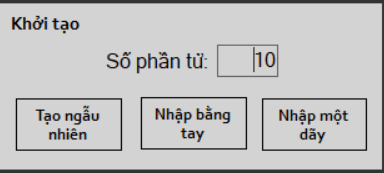 Khởi tạo
Số phần tử: 10
Tạo ngẫu
nhiên
Nhập bằng
tay
Nhập một
dãy